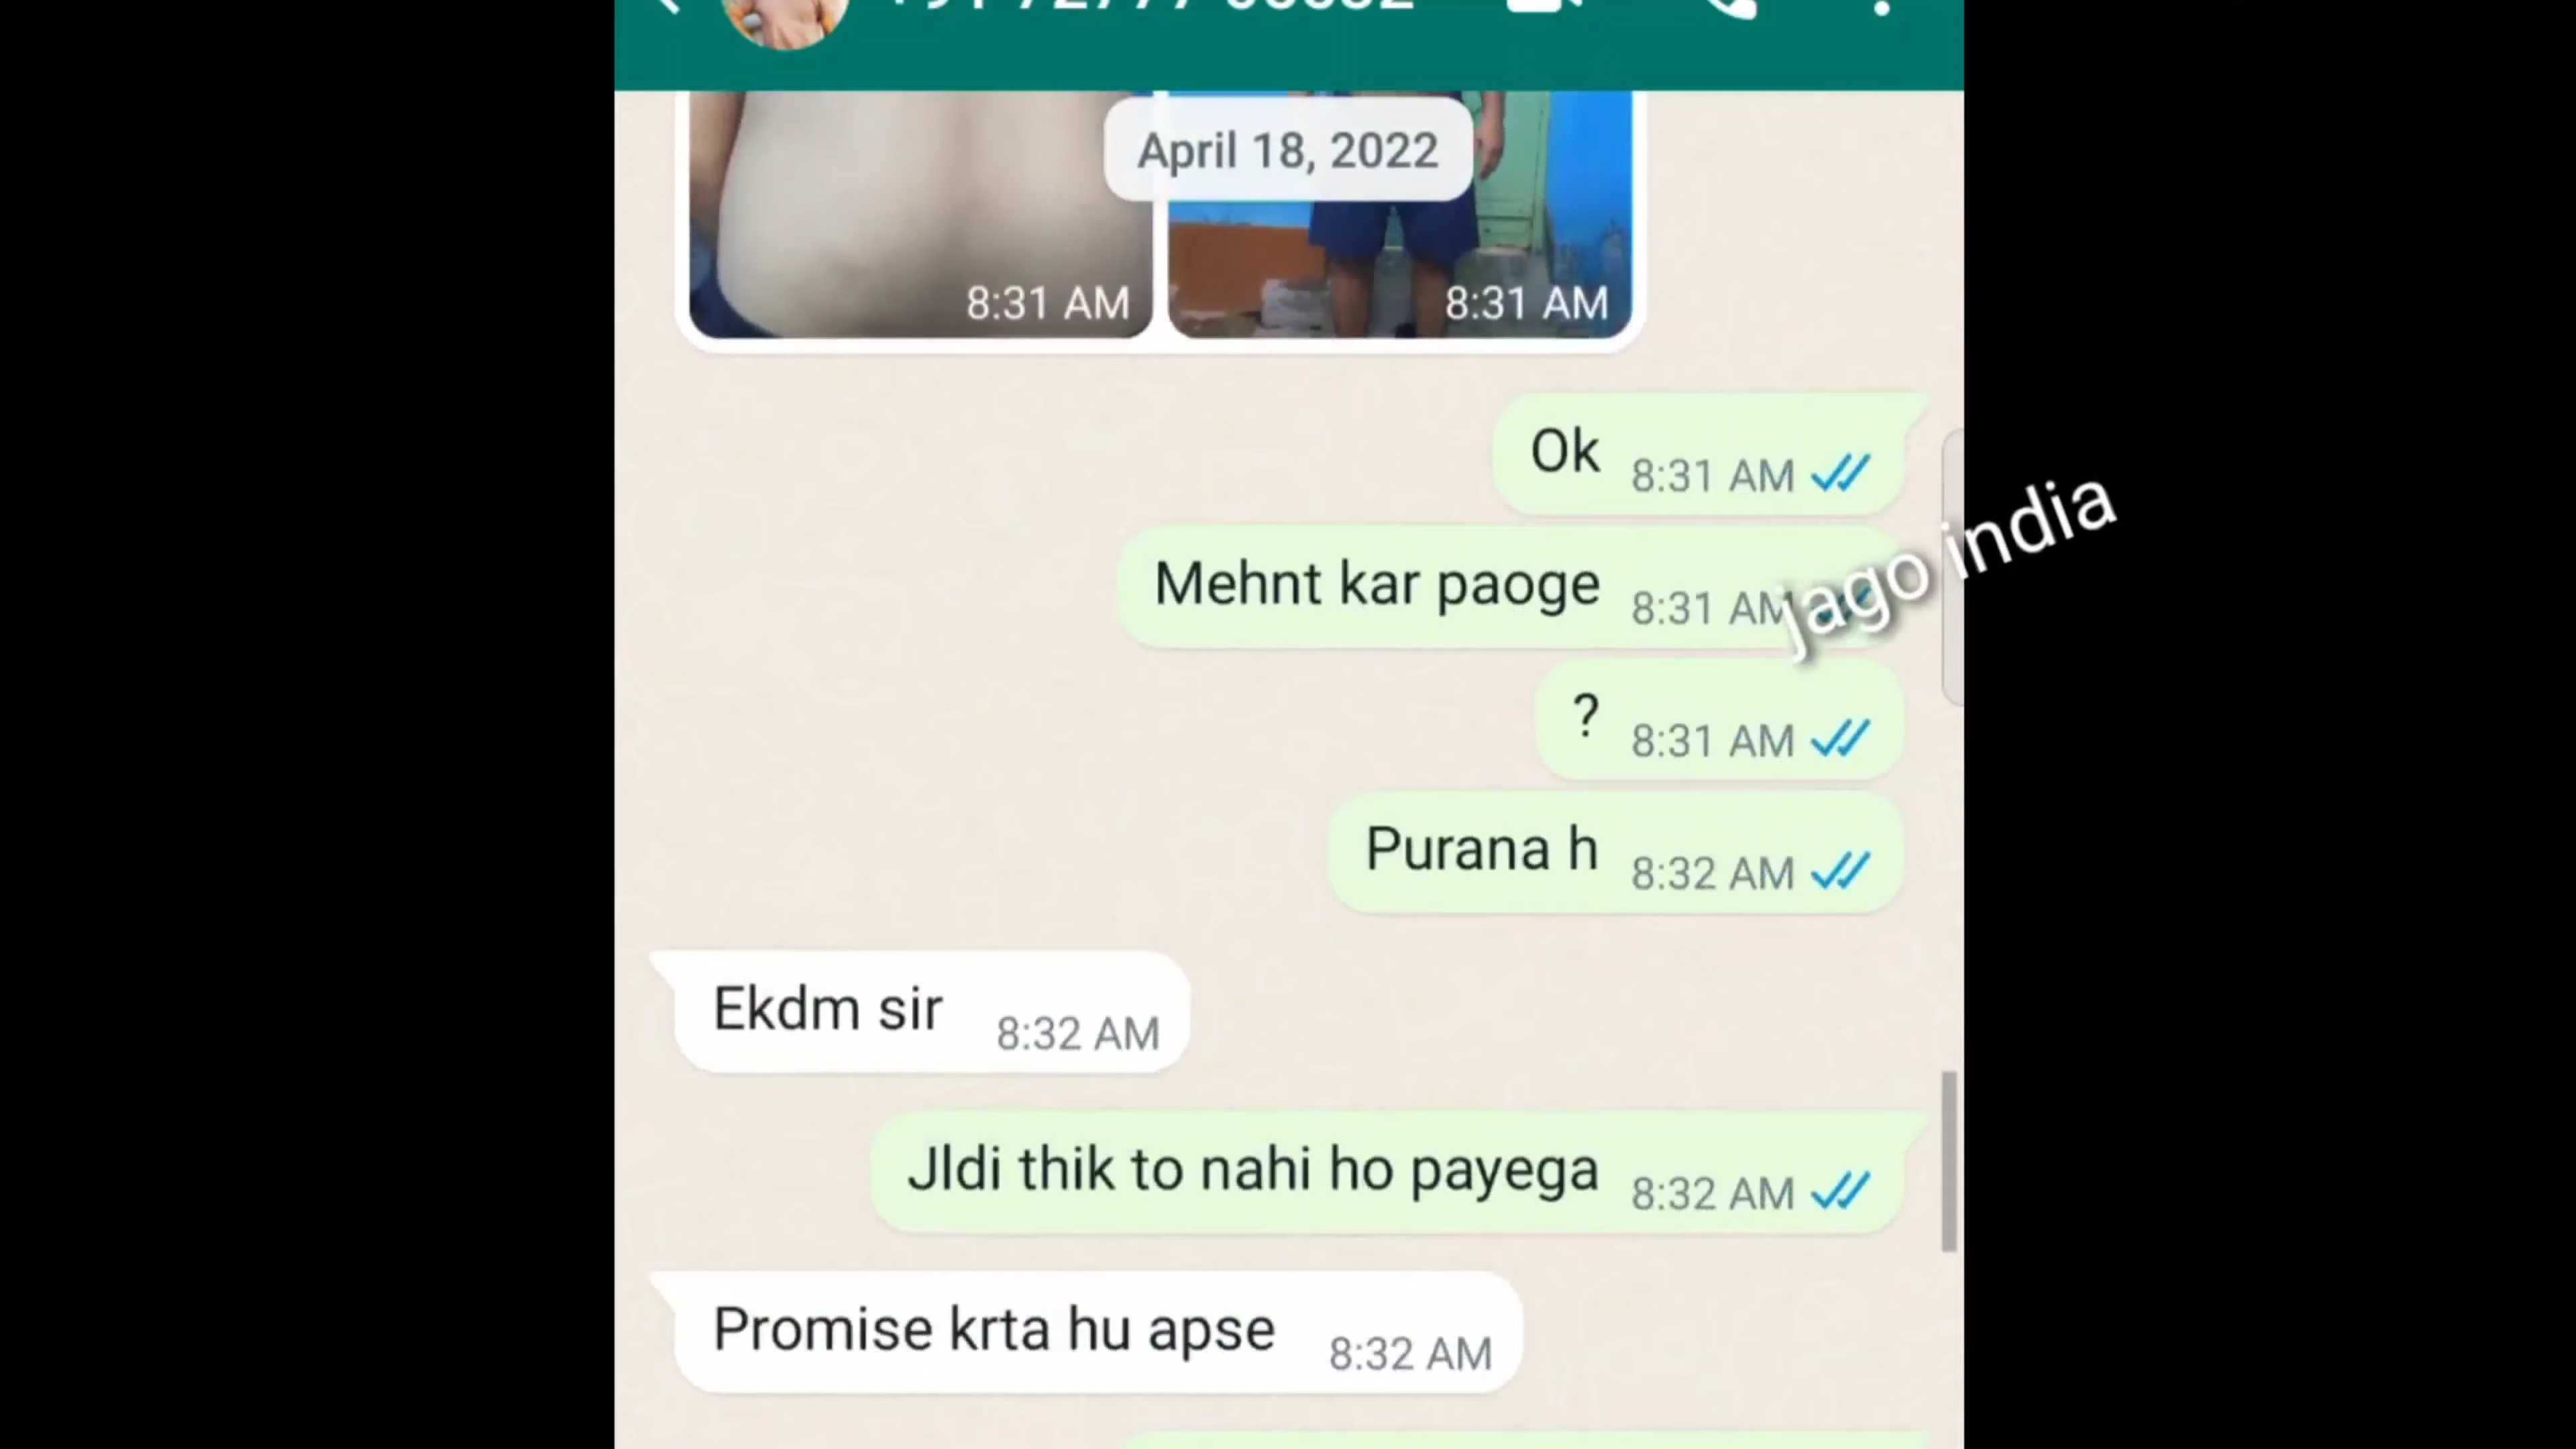 April 18, 2022
8:31 AM
8:31 AM
Ok 8:31 AM
Mehnt kar paoge 8:31 AM
jago india
? 8:31 AM
Purana h 8:32 AM
Ekdm sir 8:32 AM
Jldi thik to nahi ho payega 8:32 AM
Promise krta hu apse 8:32 AM